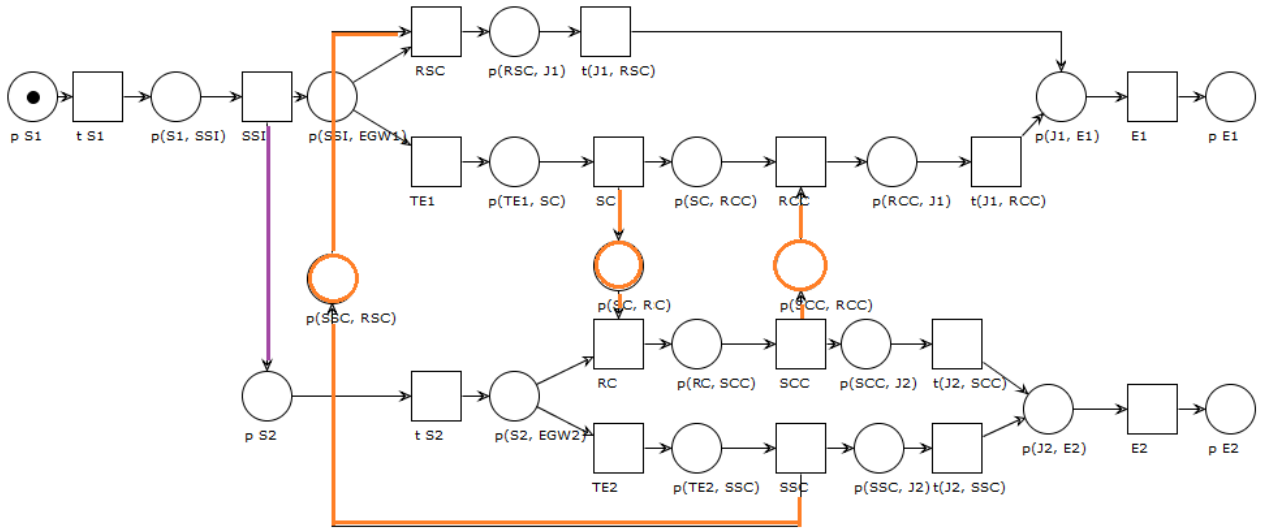 RSC
p(RSC, J1)
t(J1, RSC)
p S1
t S1
p(S1, SSI)
SSI
p(SSI, EGW1)
p(J1, E1)
E1
p E1
TE1
p(TE1, SC)
SC
p(SC, RCC)
RCC
p(RCC, J1)
t(J1, RCC)
p(SSC, RSC)
p(SC, RC)
p(SCC, RCC)
RC
p(RC, SCC)
SCC
p(SCC, J2)
t(J2, SCC)
p S2
t S2
p(S2, EGW2)
p(J2, E2)
E2
p E2
TE2
p(TE2, SSC)
SSC
p(SSC, J2)
t(J2, SSC)